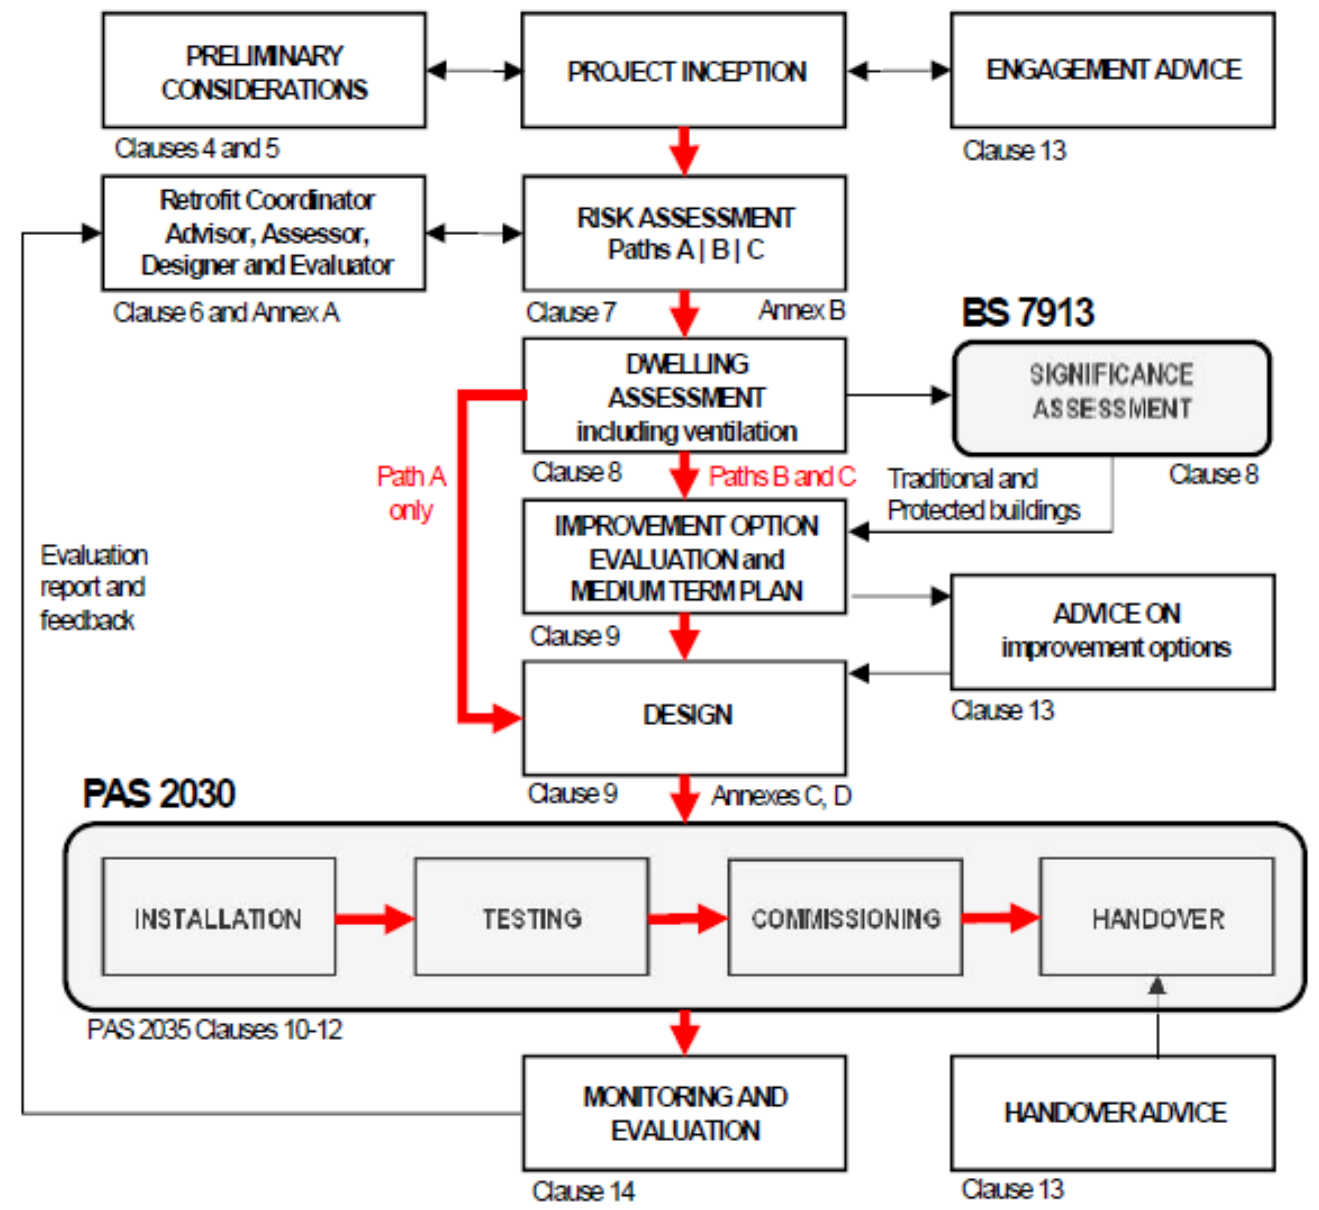 PRELIMINARY
CONSIDERATIONS
PROJECT INCEPTION
ENGAGEMENT ADVICE
Clauses 4 and 5
Clause 13
Retrofit Coordinator
Advisor, Assessor,
Designer and Evaluator
RISK ASSESSMENT
Paths A | B | C
Clause 6 and Annex A
Clause 7
Annex B
BS 7913
DWELLING
ASSESSMENT
including ventilation
SIGNIFICANCE
ASSESSMENT
Path A
only
Clause 8
Paths B and C
Traditional and
Protected buildings
Clause 8
IMPROVEMENT OPTION
EVALUATION and
MEDIUM TERM PLAN
Evaluation
report and
feedback
ADVICE ON
improvement options
Clause 9
Clause 13
DESIGN
Clause 9
Annexes C, D
PAS 2030
INSTALLATION
TESTING
COMMISSIONING
HANDOVER
PAS 2035 Clauses 10-12
MONITORING AND
EVALUATION
HANDOVER ADVICE
Clause 14
Clause 13